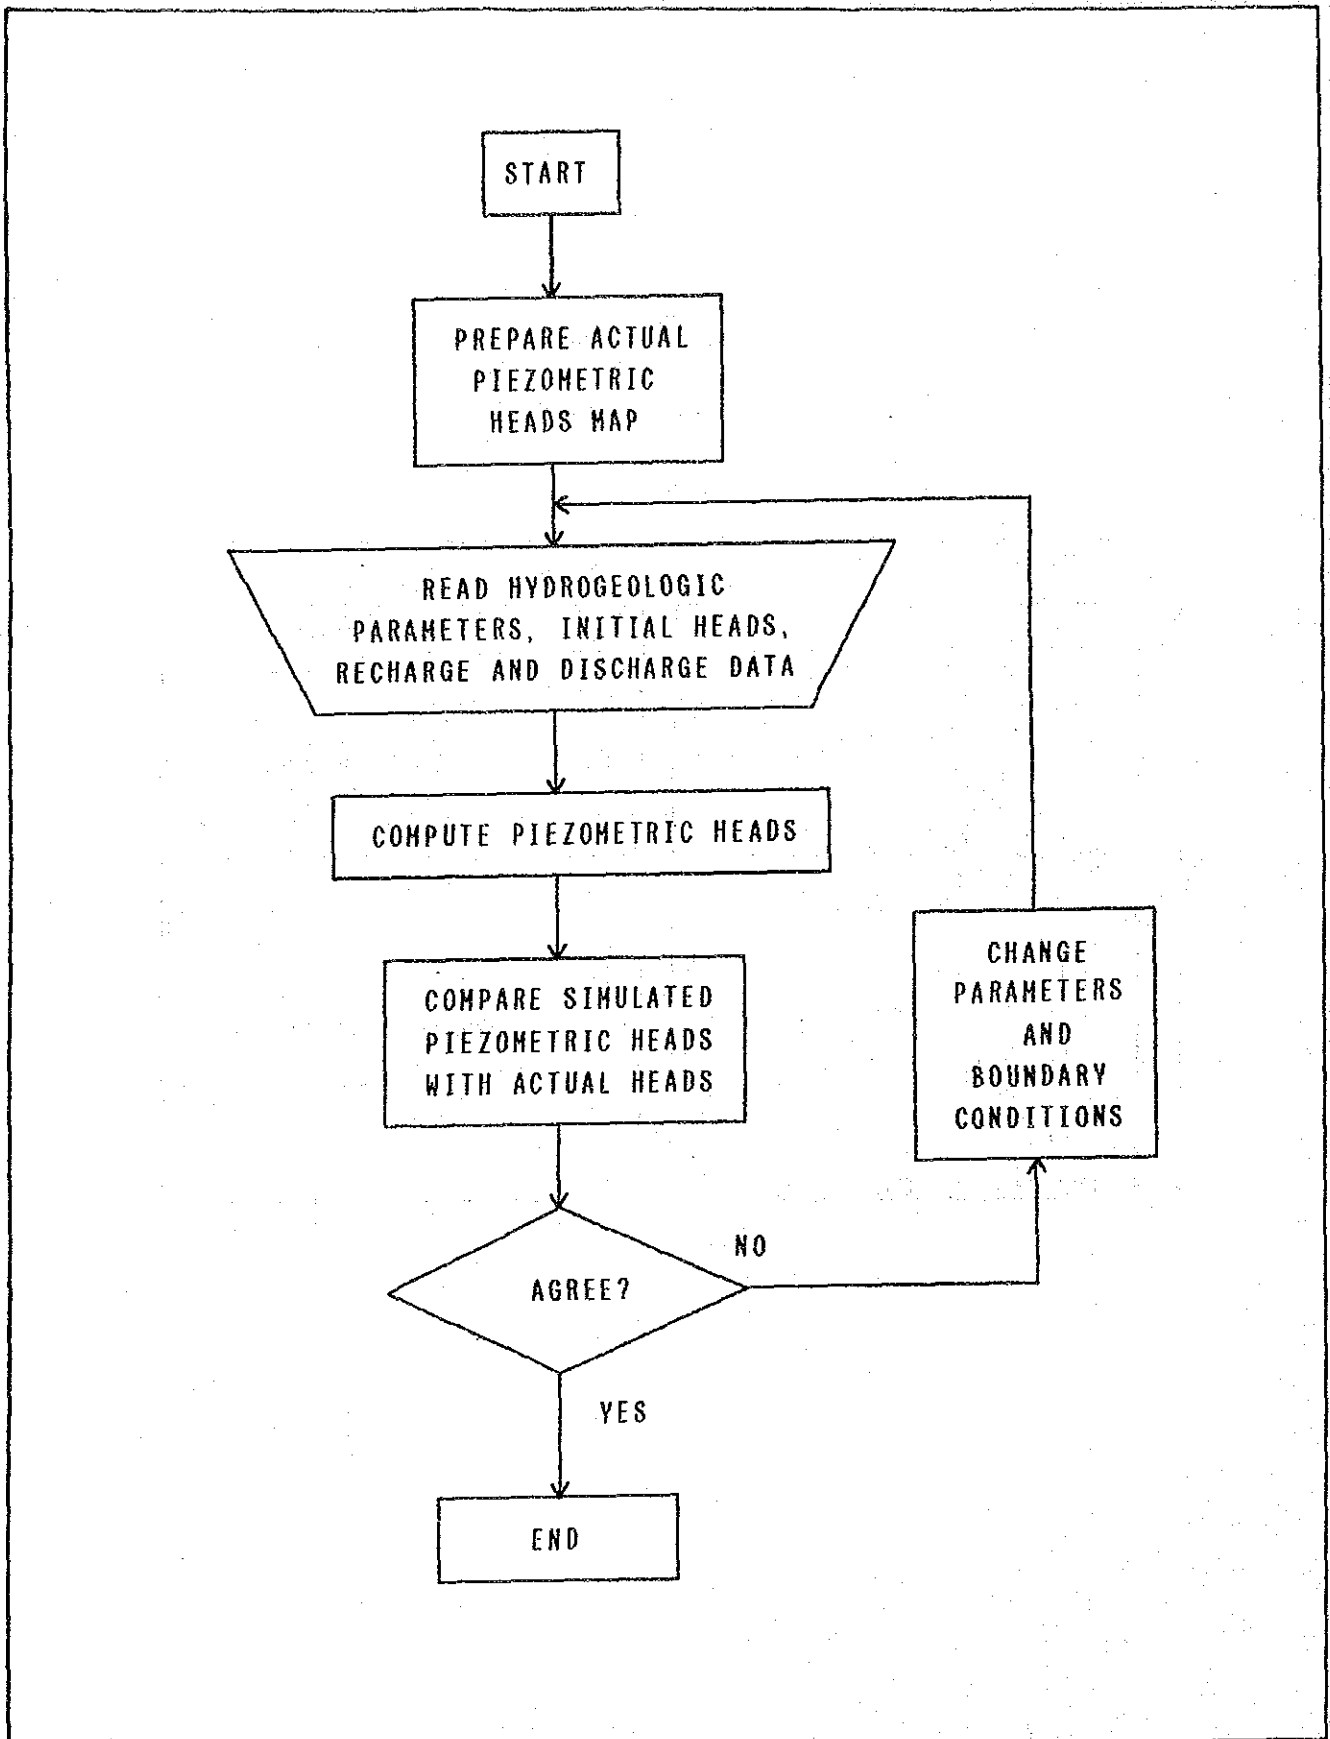 START
PREPARE ACTUAL
PIEZOMETRIC
HEADS MAP
READ HYDROGEOLOGIC
PARAMETERS, INITIAL HEADS,
RECHARGE AND DISCHARGE DATA
COMPUTE PIEZOMETRIC HEADS
COMPARE SIMULATED
PIEZOMETRIC HEADS
WITH ACTUAL HEADS
CHANGE
PARAMETERS
AND
BOUNDARY
CONDITIONS
NO
AGREE?
YES
END